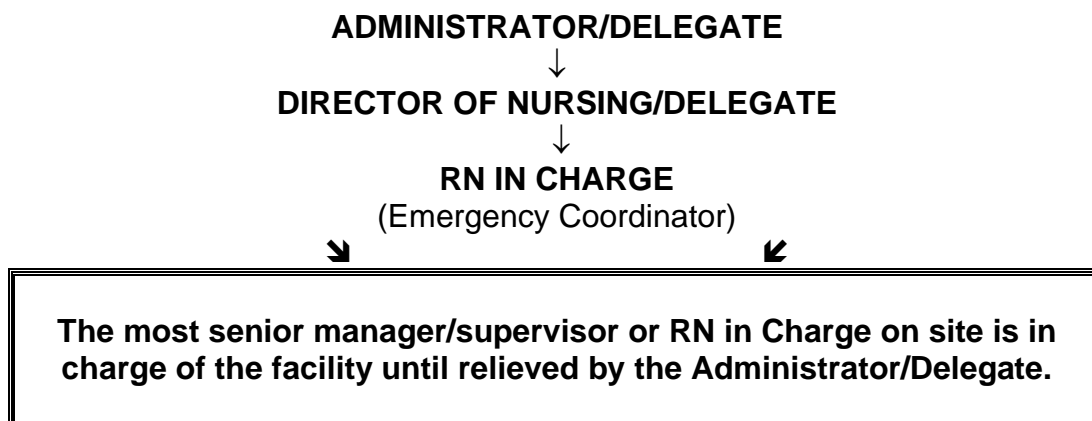 ADMINISTRATOR/DELEGATE
↓
DIRECTOR OF NURSING/DELEGATE
↓
RN IN CHARGE
(Emergency Coordinator)
The most senior manager/supervisor or RN in Charge on site is in
charge of the facility until relieved by the Administrator/Delegate.